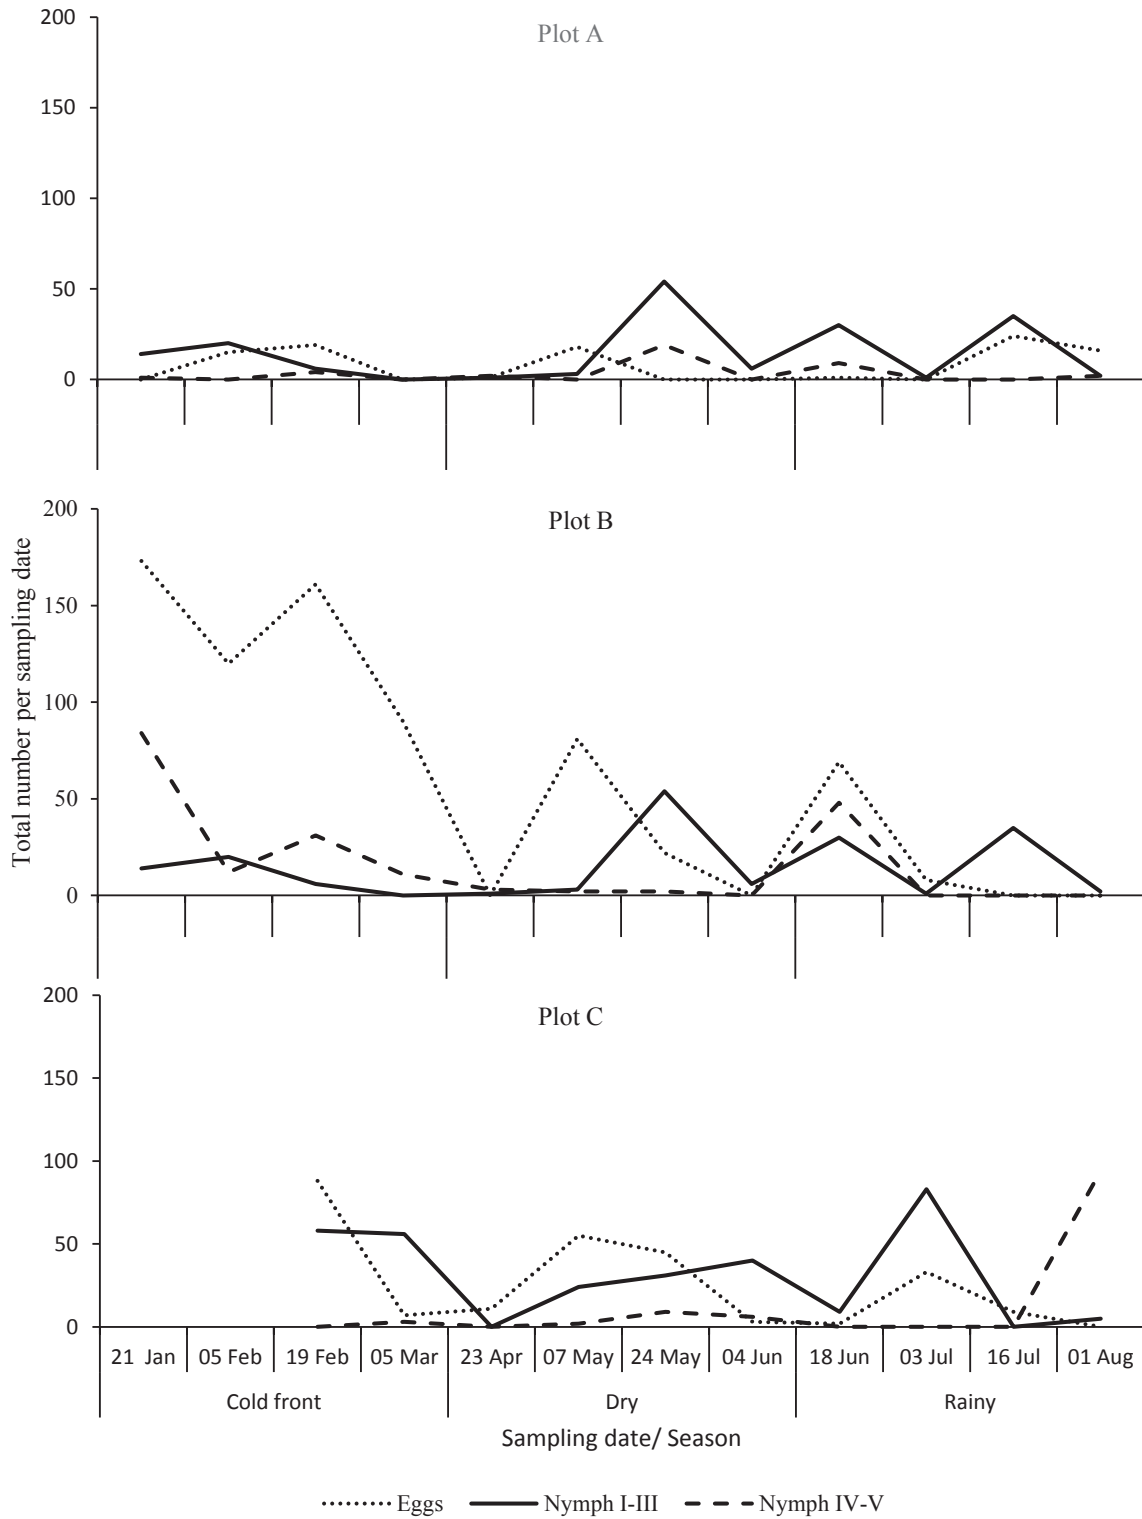 200
Plot A
150
100
50
0
200
Plot B
150
100
50
0
Total number per sampling date
200
Plot C
150
100
50
0
21 Jan 05 Feb 19 Feb 05 Mar 23 Apr 07 May 24 May 04 Jun 18 Jun 03 Jul 16 Jul 01 Aug
Cold front Dry Rainy
Sampling date/ Season
Eggs Nymph I-III Nymph IV-V